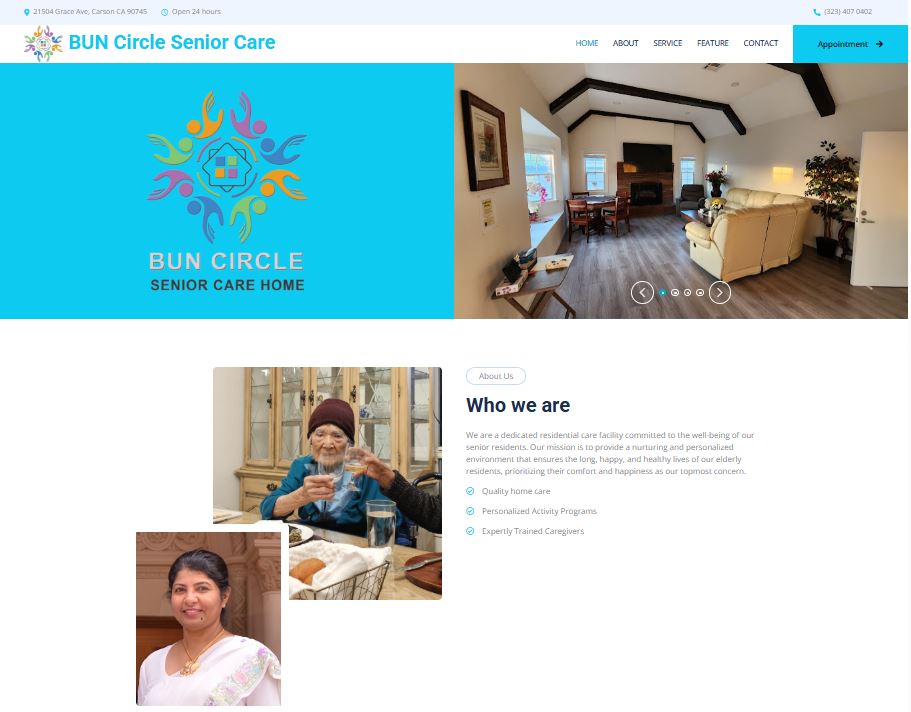 21504 Grace Ave, Carson CA 90745
Open 24 hours
(323) 407 0402
BUN Circle Senior Care
HOME
ABOUT
SERVICE
FEATURE
CONTACT
Appointment
BUN CIRCLE
SENIOR CARE HOME
About Us
Who we are
We are a dedicated residential care facility committed to the well-being of our
senior residents. Our mission is to provide a nurturing and personalized
environment that ensures the long, happy, and healthy lives of our elderly
residents, prioritizing their comfort and happiness as our topmost concern.
Quality home care
Personalized Activity Programs
Expertly Trained Caregivers